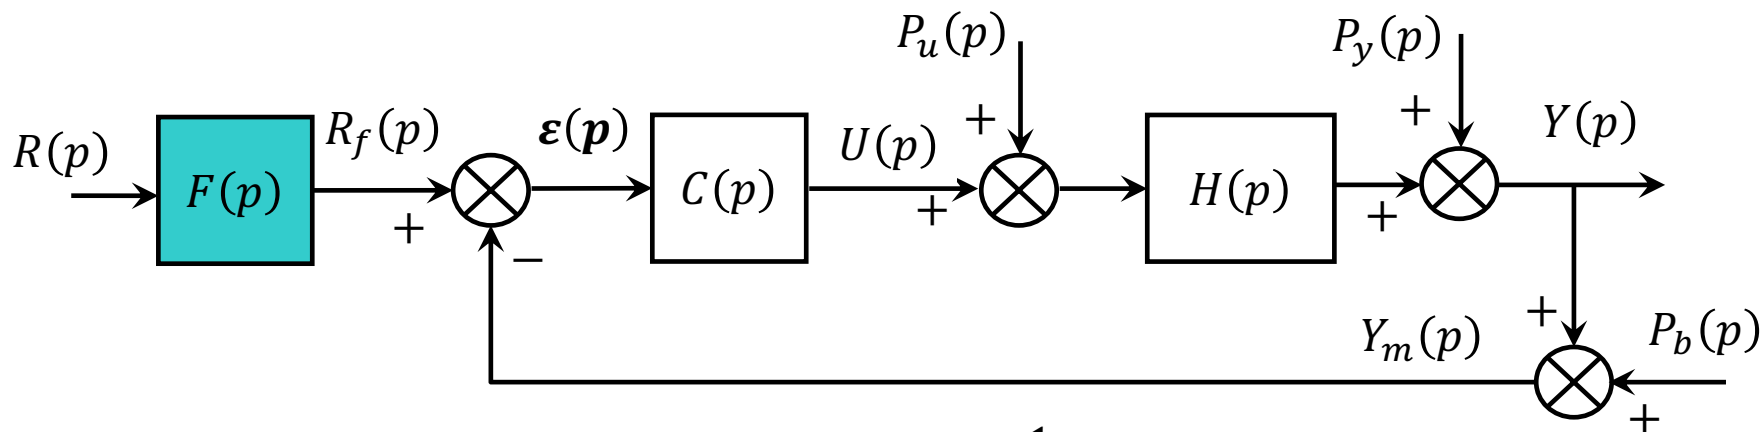 P_u(p) P_y(p)
R(p) F(p) R_f(p) + − ε(p) C(p) U(p) + + H(p) + + Y(p)
Y_m(p) + P_b(p) +